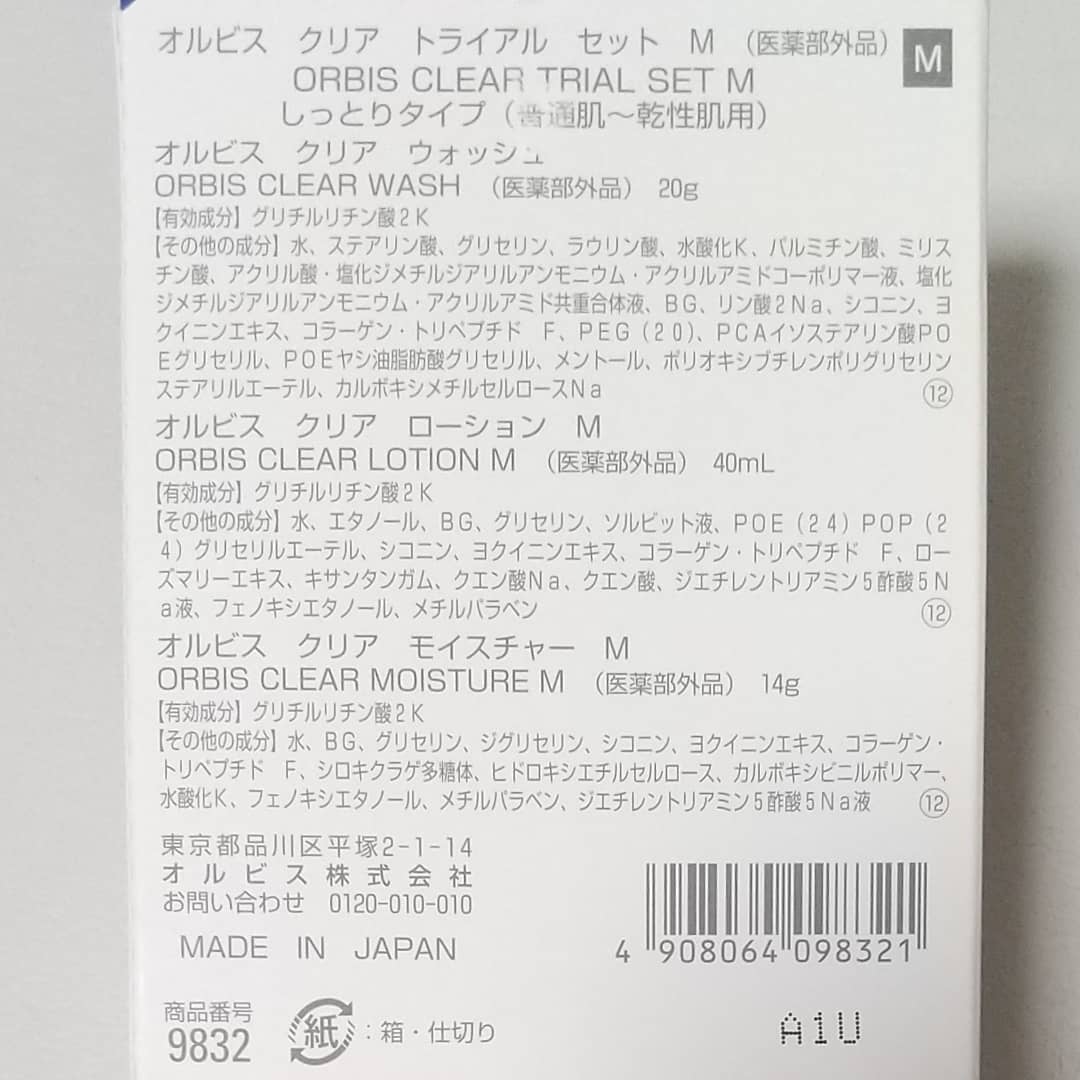 オルビス クリア トライアル セット M （医薬部外品） M
ORBIS CLEAR TRIAL SET M
しっとりタイプ（普通肌～乾性肌用）
オルビス クリア ウォッシュ
ORBIS CLEAR WASH （医薬部外品） 20g
【有効成分】グリチルリチン酸2K
【その他の成分】水、ステアリン酸、グリセリン、ラウリン酸、水酸化K、パルミチン酸、ミリス
チン酸、アクリル酸・塩化ジメチルジアリルアンモニウム・アクリルアミドコーポリマー液、塩化
ジメチルジアリルアンモニウム・アクリルアミド共重合体液、BG、リン酸2Na、シコニン、ヨ
クイニンエキス、コラーゲン・トリペプチド F、PEG（20）、PCAイソステアリン酸PO
Eグリセリル、POEヤシ油脂肪酸グリセリル、メントール、ポリオキシブチレンポリグリセリン
ステアリルエーテル、カルボキシメチルセルロースNa ⑫
オルビス クリア ローション M
ORBIS CLEAR LOTION M （医薬部外品） 40mL
【有効成分】グリチルリチン酸2K
【その他の成分】水、エタノール、BG、グリセリン、ソルビット液、POE（24）POP（2
4）グリセリルエーテル、シコニン、ヨクイニンエキス、コラーゲン・トリペプチド F、ロー
ズマリーエキス、キサンタンガム、クエン酸Na、クエン酸、ジエチレントリアミン5酢酸5N
a液、フェノキシエタノール、メチルパラベン ⑫
オルビス クリア モイスチャー M
ORBIS CLEAR MOISTURE M （医薬部外品） 14g
【有効成分】グリチルリチン酸2K
【その他の成分】水、BG、グリセリン、ジグリセリン、シコニン、ヨクイニンエキス、コラーゲン・
トリペプチド F、シロキクラゲ多糖体、ヒドロキシエチルセルロース、カルボキシビニルポリマー、
水酸化K、フェノキシエタノール、メチルパラベン、ジエチレントリアミン5酢酸5Na液 ⑫
東京都品川区平塚2-1-14
オルビス株式会社
お問い合わせ 0120-010-010
MADE IN JAPAN
4 908064 098321
商品番号
9832
紙：箱・仕切り
A1U